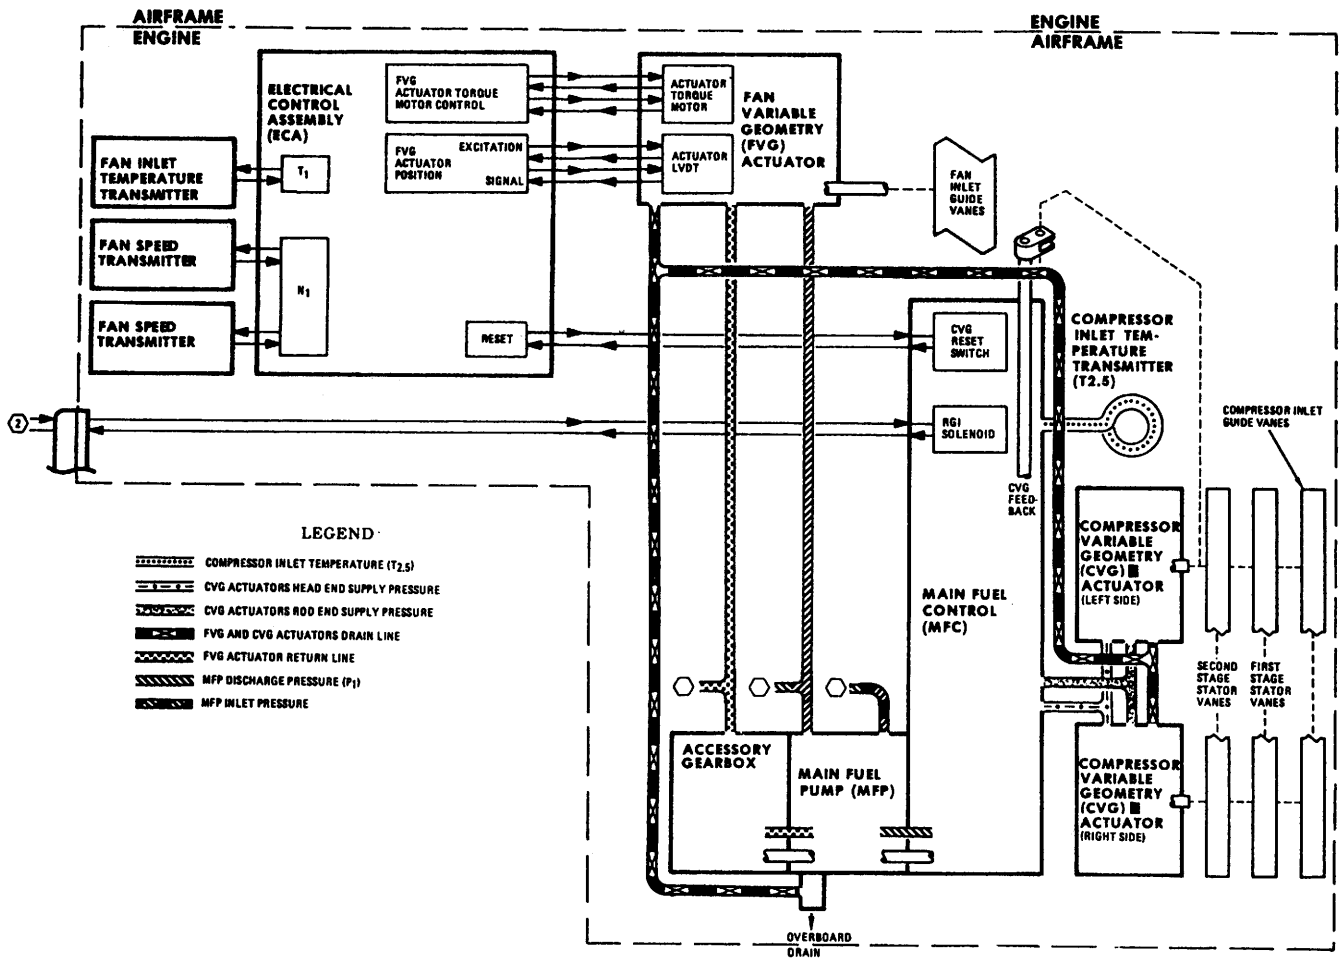 AIRFRAME
ENGINE
ENGINE
AIRFRAME
ELECTRICAL
CONTROL
ASSEMBLY
(ECA)
FVG
ACTUATOR TORQUE
MOTOR CONTROL
FVG
ACTUATOR
POSITION
EXCITATION
SIGNAL
ACTUATOR
TORQUE
MOTOR
ACTUATOR
LVDT
FAN
VARIABLE
GEOMETRY
(FVG)
ACTUATOR
FAN INLET
TEMPERATURE
TRANSMITTER
T1
FAN SPEED
TRANSMITTER
N1
FAN SPEED
TRANSMITTER
RESET
FAN
INLET
GUIDE
VANES
CVG
RESET
SWITCH
RGI
SOLENOID
COMPRESSOR
INLET TEM-
PERATURE
TRANSMITTER
(T2.5)
2
CVG
FEED-
BACK
COMPRESSOR INLET
GUIDE VANES
LEGEND
COMPRESSOR INLET TEMPERATURE (T2.5)
CVG ACTUATORS HEAD END SUPPLY PRESSURE
CVG ACTUATORS ROD END SUPPLY PRESSURE
FVG AND CVG ACTUATORS DRAIN LINE
FVG ACTUATOR RETURN LINE
MFP DISCHARGE PRESSURE (P1)
MFP INLET PRESSURE
MAIN FUEL
CONTROL
(MFC)
COMPRESSOR
VARIABLE
GEOMETRY
(CVG)
ACTUATOR
(LEFT SIDE)
SECOND
STAGE
STATOR
VANES
FIRST
STAGE
STATOR
VANES
ACCESSORY
GEARBOX
MAIN FUEL
PUMP (MFP)
COMPRESSOR
VARIABLE
GEOMETRY
(CVG)
ACTUATOR
(RIGHT SIDE)
OVERBOARD
DRAIN